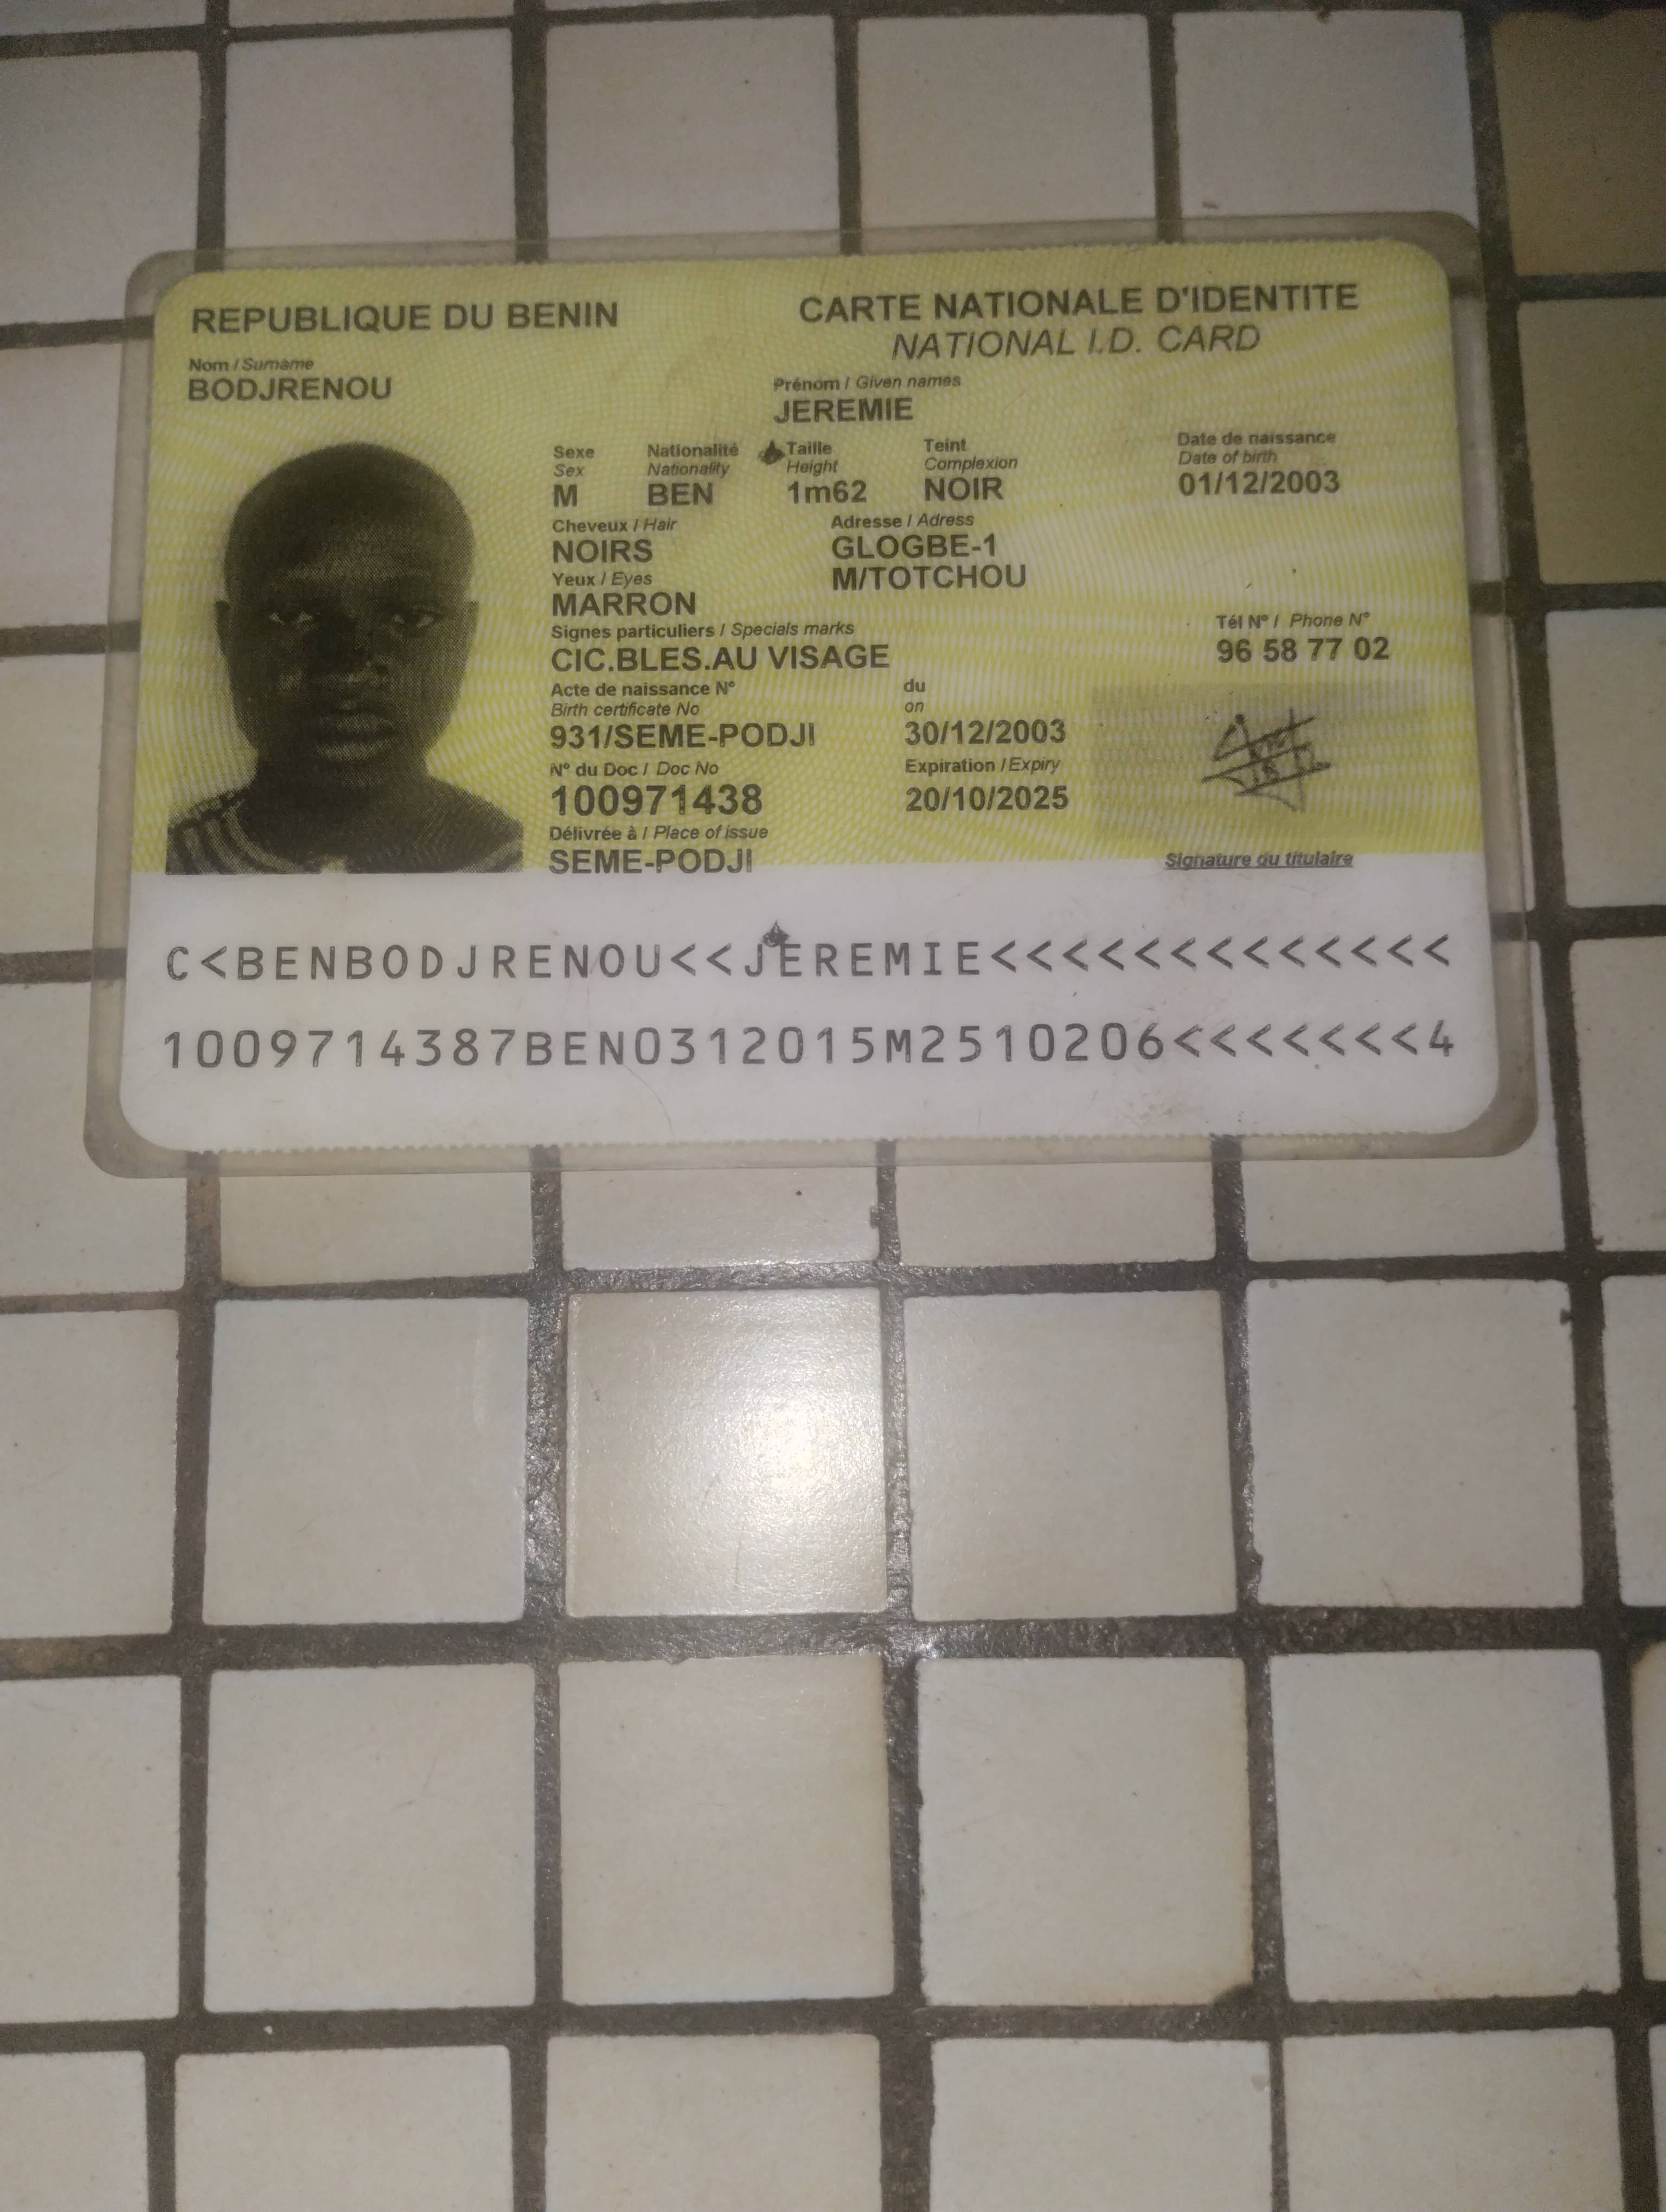 REPUBLIQUE DU BENIN
CARTE NATIONALE D'IDENTITE
NATIONAL I.D. CARD
Nom / Surname
BODJRENOU
Prénom / Given names
JEREMIE
Sexe Nationalité Taille Teint Date de naissance
Sex Nationality Height Complexion Date of birth
M BEN 1m62 NOIR 01/12/2003
Cheveux / Hair Adresse / Adress
NOIRS GLOGBE-1
Yeux / Eyes M/TOTCHOU
MARRON
Signes particuliers / Specials marks Tél N° / Phone N°
CIC.BLES.AU VISAGE 96 58 77 02
Acte de naissance N° du
Birth certificate No on
931/SEME-PODJI 30/12/2003
N° du Doc / Doc No Expiration / Expiry
100971438 20/10/2025
Délivrée à / Place of issue
SEME-PODJI
Signature du titulaire
C<BENBODJRENOU<<JEREMIE<<<<<<<<<<<<<
1009714387BEN0312015M2510206<<<<<<<4